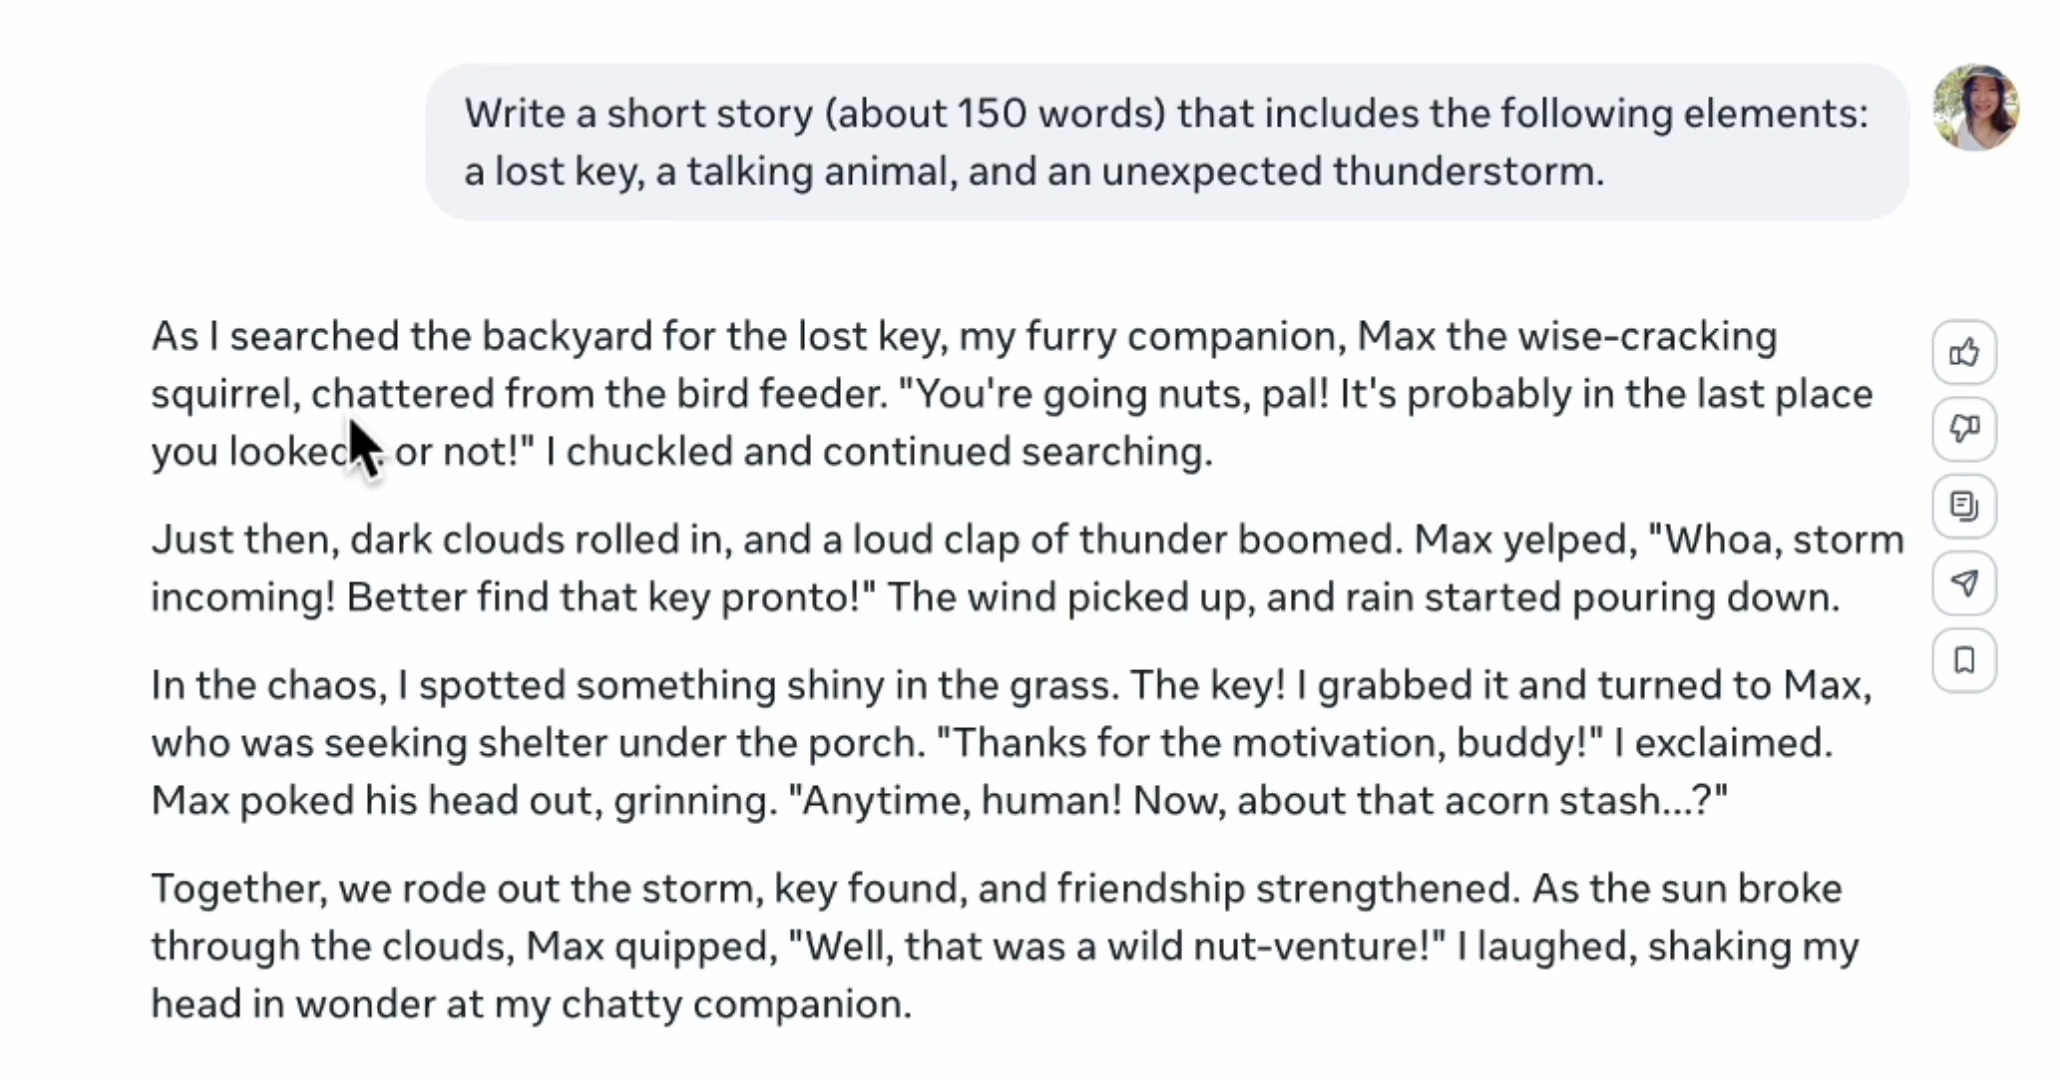 Write a short story (about 150 words) that includes the following elements:
a lost key, a talking animal, and an unexpected thunderstorm.
As I searched the backyard for the lost key, my furry companion, Max the wise-cracking
squirrel, chattered from the bird feeder. "You're going nuts, pal! It's probably in the last place
you looked... or not!" I chuckled and continued searching.
Just then, dark clouds rolled in, and a loud clap of thunder boomed. Max yelped, "Whoa, storm
incoming! Better find that key pronto!" The wind picked up, and rain started pouring down.
In the chaos, I spotted something shiny in the grass. The key! I grabbed it and turned to Max,
who was seeking shelter under the porch. "Thanks for the motivation, buddy!" I exclaimed.
Max poked his head out, grinning. "Anytime, human! Now, about that acorn stash...?"
Together, we rode out the storm, key found, and friendship strengthened. As the sun broke
through the clouds, Max quipped, "Well, that was a wild nut-venture!" I laughed, shaking my
head in wonder at my chatty companion.